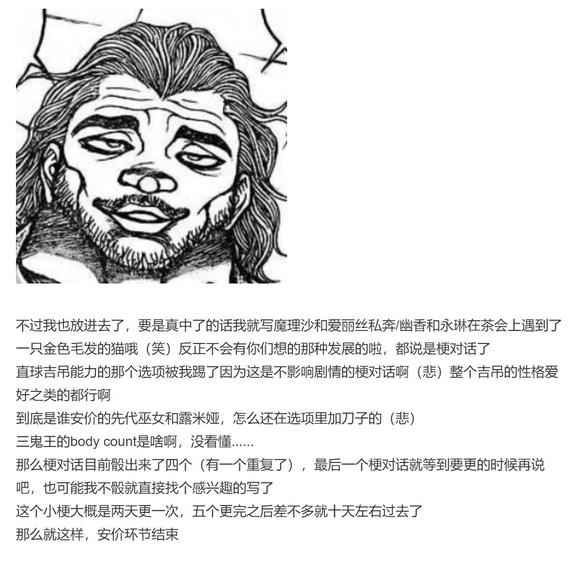 不过我也放进去了，要是真中了的话我就写魔理沙和爱丽丝私奔/幽香和永琳在茶会上遇到了
一只金色毛发的猫哦（笑）反正不会有你们想的那种发展的啦，都说是梗对话了
直球吉吊能力的那个选项被我踢了因为这是不影响剧情的梗对话啊（悲）整个吉吊的性格爱
好之类的都行啊
到底是谁安价的先代巫女和露米娅，怎么还在选项里加刀子的（悲）
三鬼王的body count是啥啊，没看懂......
那么梗对话目前骰出来了四个（有一个重复了），最后一个梗对话就等到要更的时候再说
吧，也可能我不骰就直接找个感兴趣的写了
这个小梗大概是两天更一次，五个更完之后差不多就十天左右过去了
那么就这样，安价环节结束